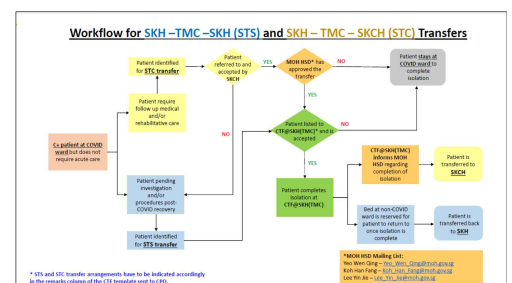 Workflow for SKH –TMC –SKH (STS) and SKH – TMC – SKCH (STC) Transfers
Patient identified
for STC transfer
Patient
referred to and
accepted by
SKCH
YES
MOH HSD* has
approved the
transfer
NO
Patient stays at
COVID ward to
complete
isolation
Patient require
follow up medical
and/or
rehabilitative care
YES
NO
NO
C+ patient at COVID
ward but does not
require acute care
Patient listed to
CTF@SKH(TMC)* and is
accepted
YES
Patient pending
investigation
and/or
procedures post-
COVID recovery
Patient identified
for STS transfer
Patient completes
isolation at
CTF@SKH(TMC)
CTF@SKH(TMC)
informs MOH
HSD regarding
completion of
isolation
Patient is
transferred to
SKCH
Bed at non-COVID
ward is reserved for
patient to return to
once isolation is
complete
Patient is
transferred back
to SKH
* STS and STC transfer arrangements have to be indicated accordingly
in the remarks column of the CTF template sent to CPO.
*MOH HSD Mailing List:
Yeo Wen Qing – Yeo_Wen_Qing@moh.gov.sg
Koh Han Fang – Koh_Han_Fang@moh.gov.sg
Lee Yin Jie – Lee_Yin_Jie@moh.gov.sg